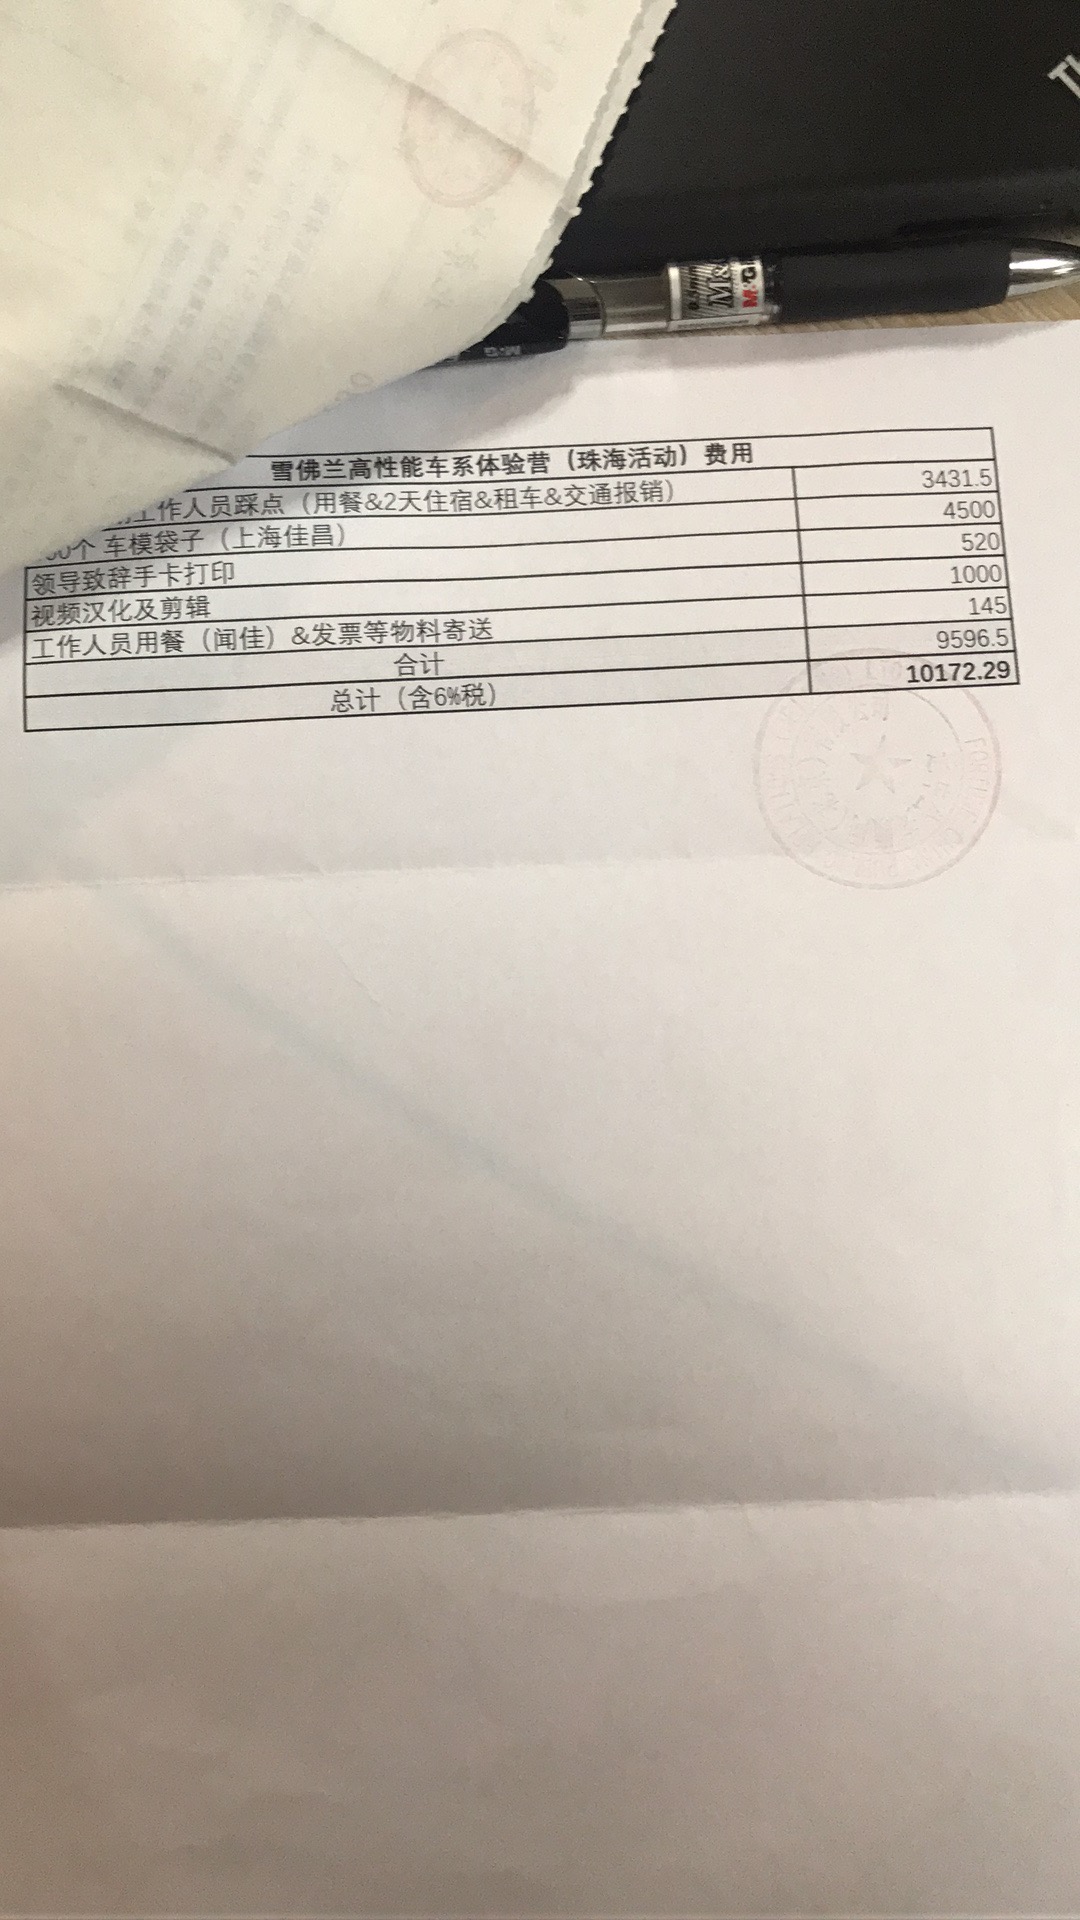 雪佛兰高性能车系体验营（珠海活动）费用
工作人员踩点（用餐&2天住宿&租车&交通报销） 3431.5
0个 车模袋子（上海佳昌） 4500
领导致辞手卡打印 520
视频汉化及剪辑 1000
工作人员用餐（闻佳）&发票等物料寄送 145
合计 9596.5
总计（含6%税） 10172.29
M&G